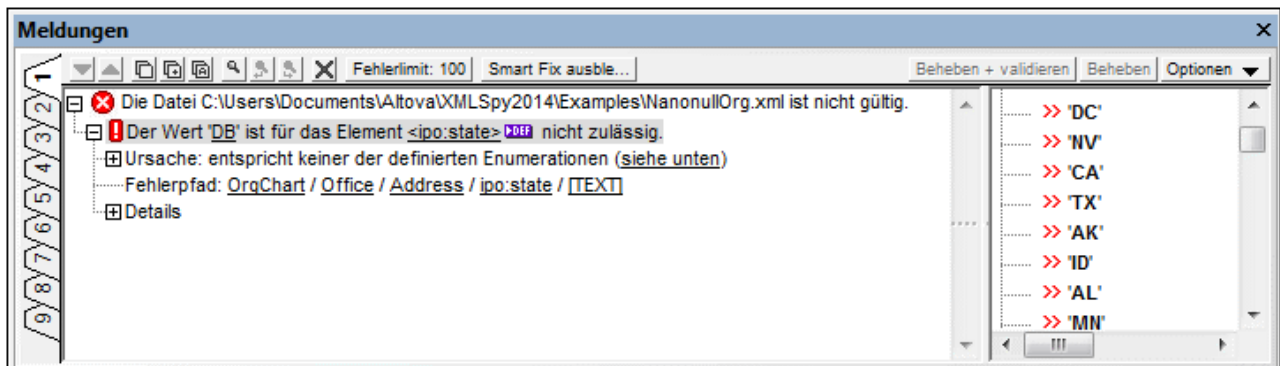 Meldungen
Fehlerlimit: 100 Smart Fix ausble... Beheben + validieren Beheben Optionen
1
2
3
4
5
6
7
8
9
Die Datei C:\Users\Documents\Altova\XMLSpy2014\Examples\NanonullOrg.xml ist nicht gültig.
Der Wert 'DB' ist für das Element <ipo:state> DEF nicht zulässig.
Ursache: entspricht keiner der definierten Enumerationen (siehe unten)
Fehlerpfad: OrgChart / Office / Address / ipo:state / [TEXT]
Details
>> 'DC'
>> 'NV'
>> 'CA'
>> 'TX'
>> 'AK'
>> 'ID'
>> 'AL'
>> 'MN'